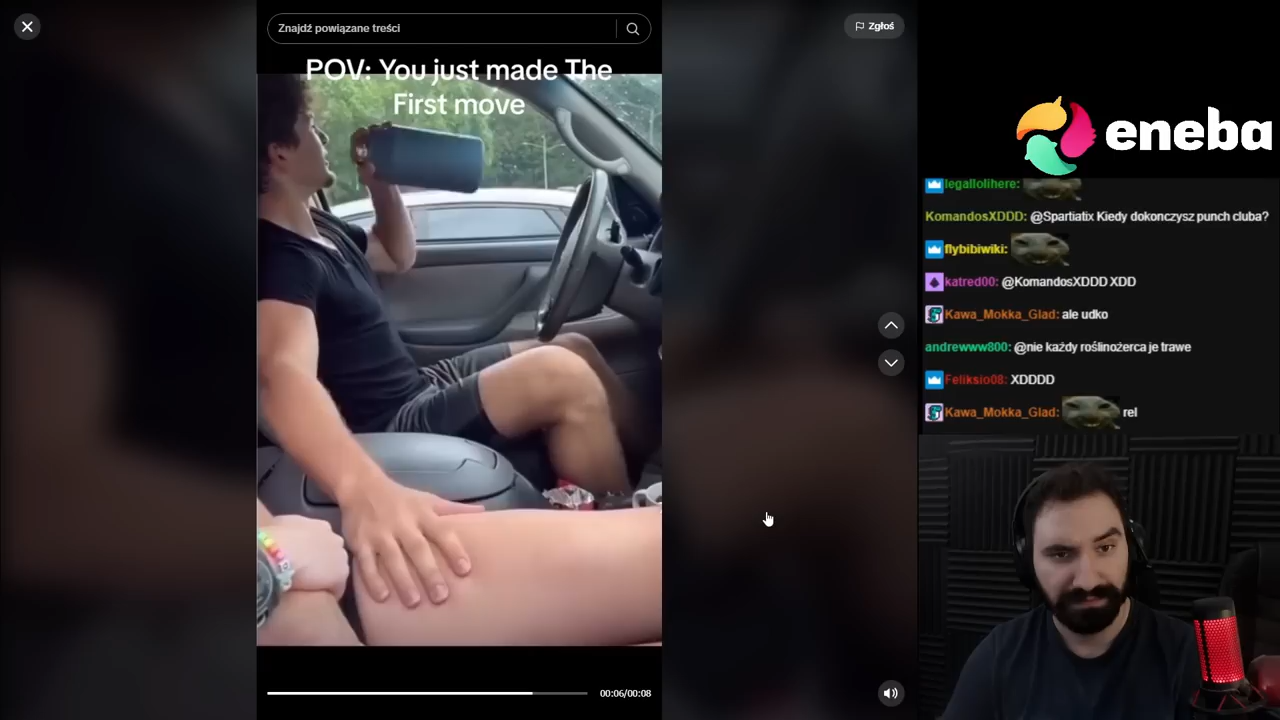 Znajdź powiązane treści
Zgłoś
POV: You just made The
First move
00:06/00:08
eneba
legallolihere:
KomandosXDDD: @Spartiatix Kiedy dokonczysz punch cluba?
flybibiwiki:
katred00: @KomandosXDDD XDD
Kawa_Mokka_Glad: ale udko
andrewww800: @nie każdy roślinożerca je trawe
Feliksio08: XDDDD
Kawa_Mokka_Glad: rel